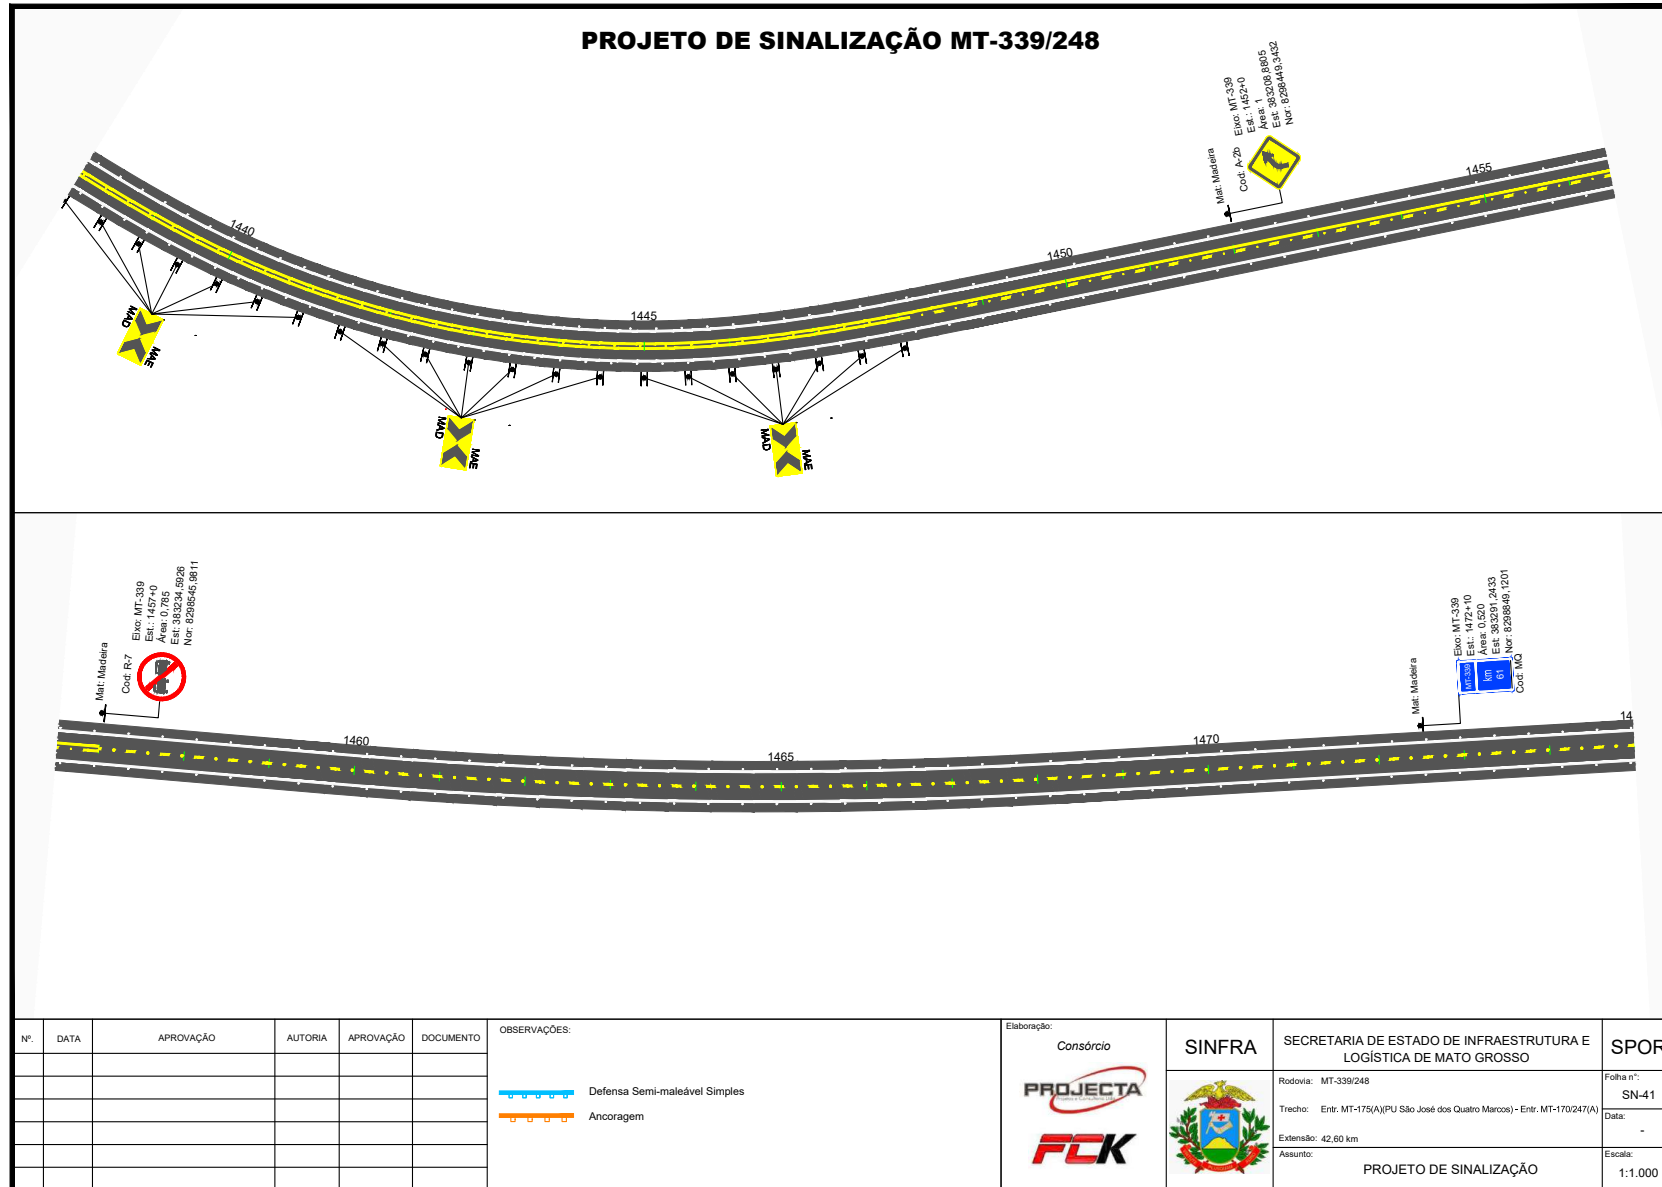 PROJETO DE SINALIZAÇÃO MT-339/248
Mat: Madeira
Cod: A-2b
Eixo: MT-339
Est.: 1452+0
Área: 1
Est: 383208,8805
Nor: 8298449,3432
1440
1445
1450
1455
MAD
MAE
MAD
MAE
MAD
MAE
Mat: Madeira
Cod: R-7
Eixo: MT-339
Est.: 1457+0
Área: 0,785
Est: 383234,5926
Nor: 8298545,9811
Mat: Madeira
Eixo: MT-339
Est.: 1472+10
Área: 0,520
Est: 383291,2433
Nor: 8298849,1201
Cod: MQ
MT-339
km
61
1460
1465
1470
14
Nº.
DATA
APROVAÇÃO
AUTORIA
APROVAÇÃO
DOCUMENTO
OBSERVAÇÕES:
Defensa Semi-maleável Simples
Ancoragem
Elaboração:
Consórcio
PROJECTA
FCK
SINFRA
SECRETARIA DE ESTADO DE INFRAESTRUTURA E
LOGÍSTICA DE MATO GROSSO
Rodovia: MT-339/248
Trecho: Entr. MT-175(A)(PU São José dos Quatro Marcos) - Entr. MT-170/247(A)
Extensão: 42,60 km
Assunto:
PROJETO DE SINALIZAÇÃO
SPOR
Folha n°:
SN-41
Data:
-
Escala:
1:1.000